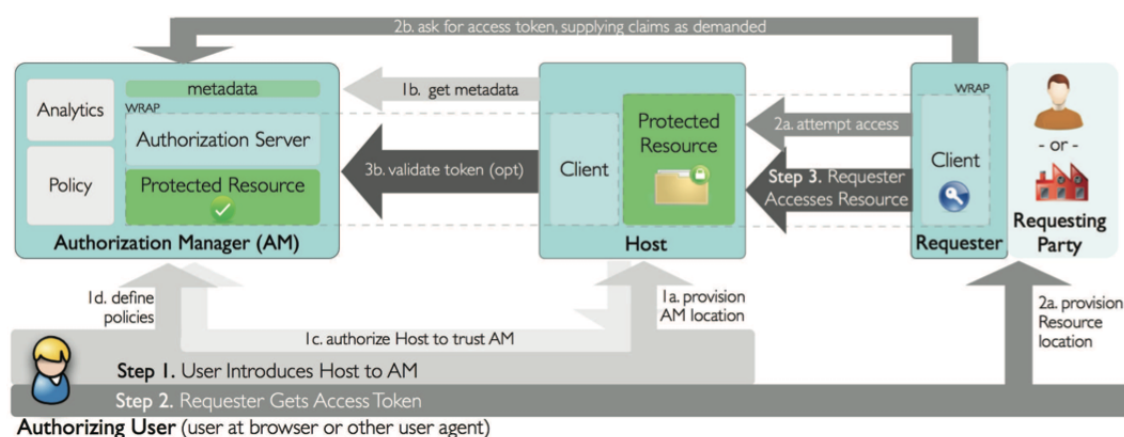 2b. ask for access token, supplying claims as demanded
metadata
WRAP
Analytics
Authorization Server
Policy
Protected Resource
Authorization Manager (AM)
1b. get metadata
3b. validate token (opt)
Client
Protected
Resource
Host
2a. attempt access
Step 3. Requester
Accesses Resource
WRAP
Client
Requester
- or -
Requesting
Party
1d. define
policies
1c. authorize Host to trust AM
1a. provision
AM location
2a. provision
Resource
location
Step 1. User Introduces Host to AM
Step 2. Requester Gets Access Token
Authorizing User (user at browser or other user agent)